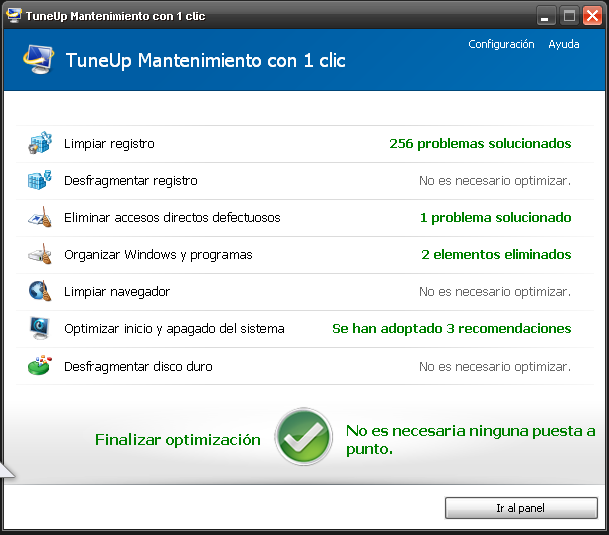 TuneUp Mantenimiento con 1 clic
Configuración Ayuda
TuneUp Mantenimiento con 1 clic
Limpiar registro 256 problemas solucionados
Desfragmentar registro No es necesario optimizar.
Eliminar accesos directos defectuosos 1 problema solucionado
Organizar Windows y programas 2 elementos eliminados
Limpiar navegador No es necesario optimizar.
Optimizar inicio y apagado del sistema Se han adoptado 3 recomendaciones
Desfragmentar disco duro No es necesario optimizar.
Finalizar optimización
No es necesaria ninguna puesta a
punto.
Ir al panel